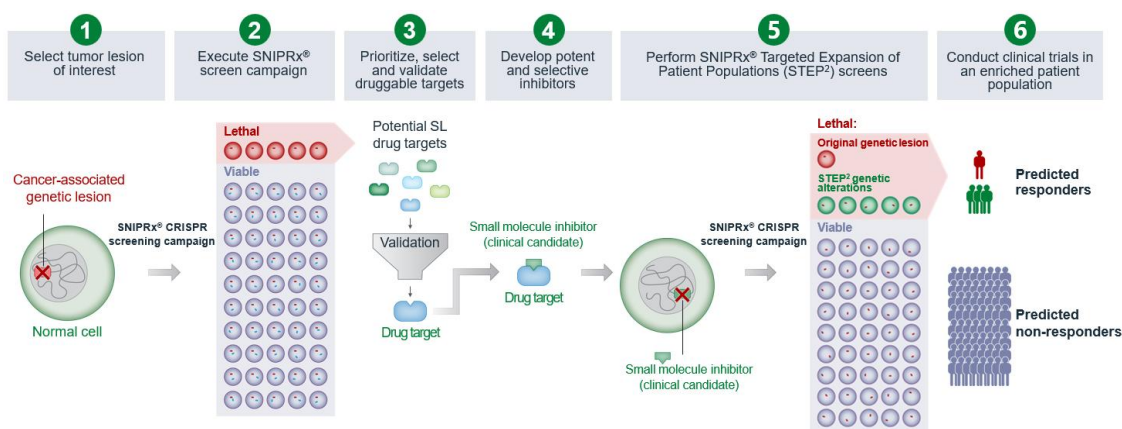 1
Select tumor lesion
of interest
2
Execute SNIPRx®
screen campaign
3
Prioritize, select
and validate
druggable targets
4
Develop potent
and selective
inhibitors
5
Perform SNIPRx® Targeted Expansion of
Patient Populations (STEP²) screens
6
Conduct clinical trials in
an enriched patient
population
Cancer-associated
genetic lesion
Normal cell
SNIPRx® CRISPR
screening campaign
Lethal
Viable
Potential SL
drug targets
Validation
Drug target
Small molecule inhibitor
(clinical candidate)
Drug target
Small molecule inhibitor
(clinical candidate)
SNIPRx® CRISPR
screening campaign
Lethal:
Original genetic lesion
STEP² genetic
alterations
Viable
Predicted
responders
Predicted
non-responders